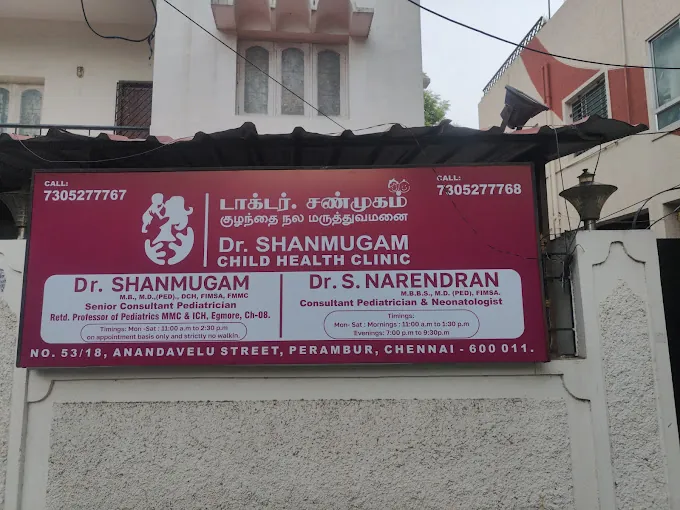 CALL:
7305277767
டாக்டர். சண்முகம்
குழந்தை நல மருத்துவமனை
Dr. SHANMUGAM
CHILD HEALTH CLINIC
CALL:
7305277768
Dr. SHANMUGAM
M.B., M.D.,(PED)., DCH, FIMSA, FMMC
Senior Consultant Pediatrician
Retd. Professor of Pediatrics MMC & ICH, Egmore, Ch-08.
Timings: Mon -Sat : 11:00 a.m to 2:30 p.m
on appointment basis only and strictly no walkin.
Dr. S. NARENDRAN
M.B.B.S., M.D. (PED), FIMSA.
Consultant Pediatrician & Neonatologist
Timings:
Mon- Sat : Mornings : 11:00 a.m to 1:30 p.m
Evenings: 7:00 p.m to 9:30p.m
NO. 53/18, ANANDAVELU STREET, PERAMBUR, CHENNAI - 600 011.